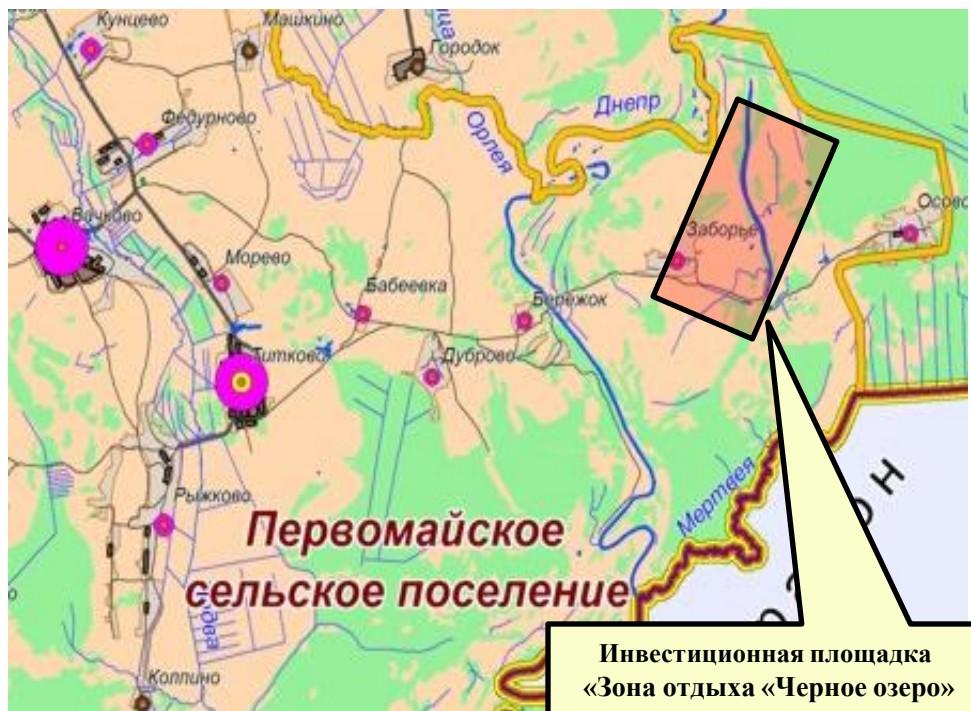 Кунцево
Машкино
Городок
Федурново
Днепр
Орлея
Вачково
Заборье
Осово
Морево
Бабеевка
Бережок
Титково
Дуброво
Мертвея
Рыжково
Первомайское
сельское поселение
Коллино
Инвестиционная площадка
«Зона отдыха «Черное озеро»